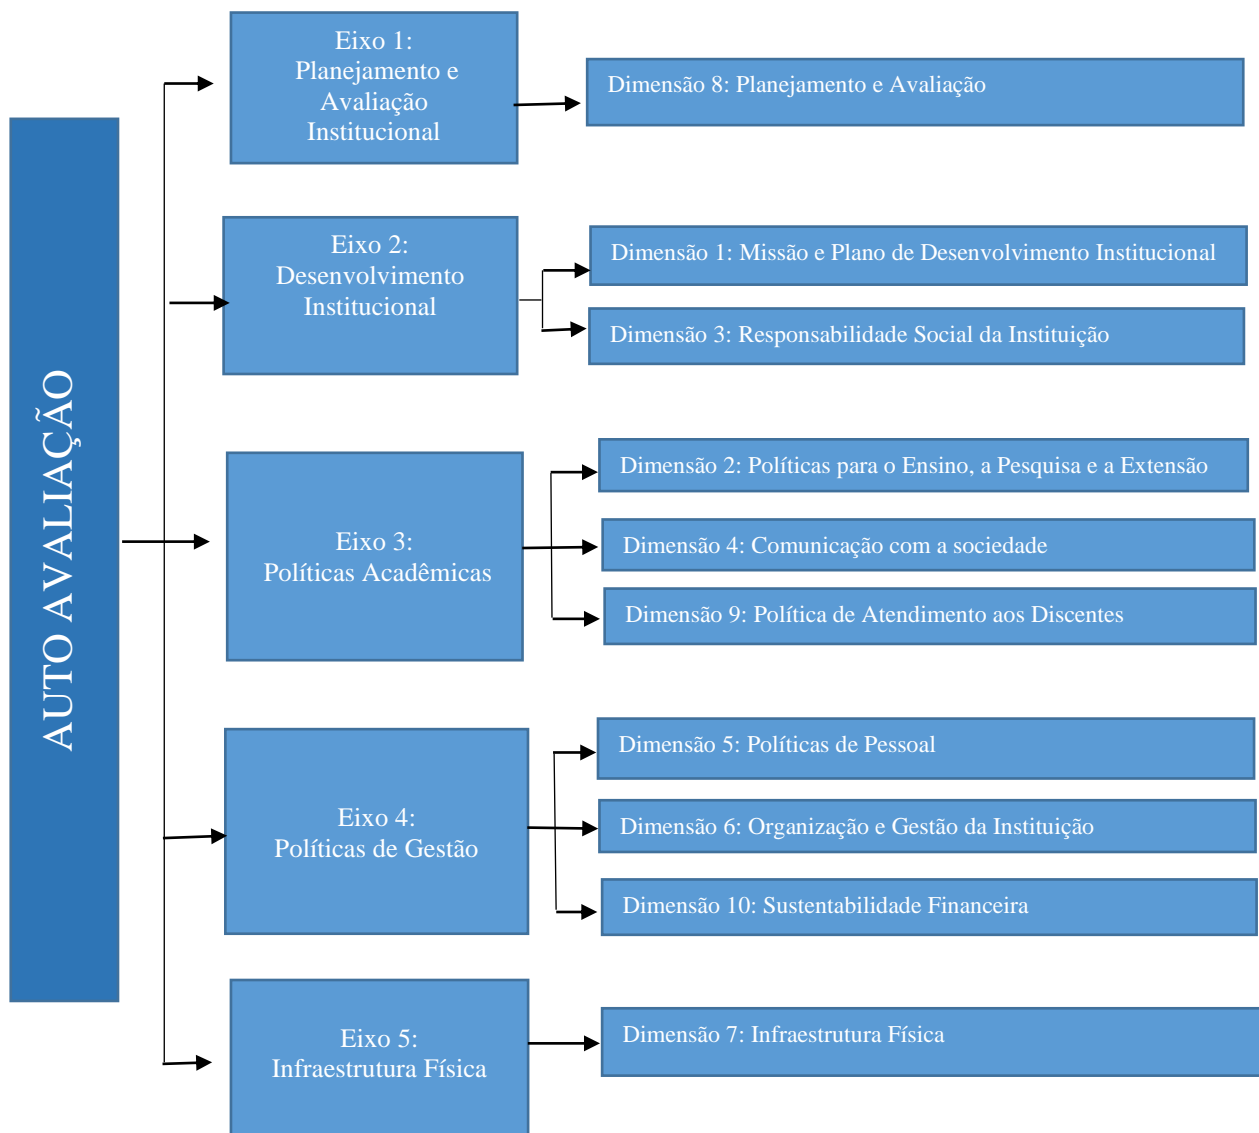 AUTO AVALIAÇÃO
Eixo 1:
Planejamento e
Avaliação
Institucional
Dimensão 8: Planejamento e Avaliação
Eixo 2:
Desenvolvimento
Institucional
Dimensão 1: Missão e Plano de Desenvolvimento Institucional
Dimensão 3: Responsabilidade Social da Instituição
Eixo 3:
Políticas Acadêmicas
Dimensão 2: Políticas para o Ensino, a Pesquisa e a Extensão
Dimensão 4: Comunicação com a sociedade
Dimensão 9: Política de Atendimento aos Discentes
Eixo 4:
Políticas de Gestão
Dimensão 5: Políticas de Pessoal
Dimensão 6: Organização e Gestão da Instituição
Dimensão 10: Sustentabilidade Financeira
Eixo 5:
Infraestrutura Física
Dimensão 7: Infraestrutura Física